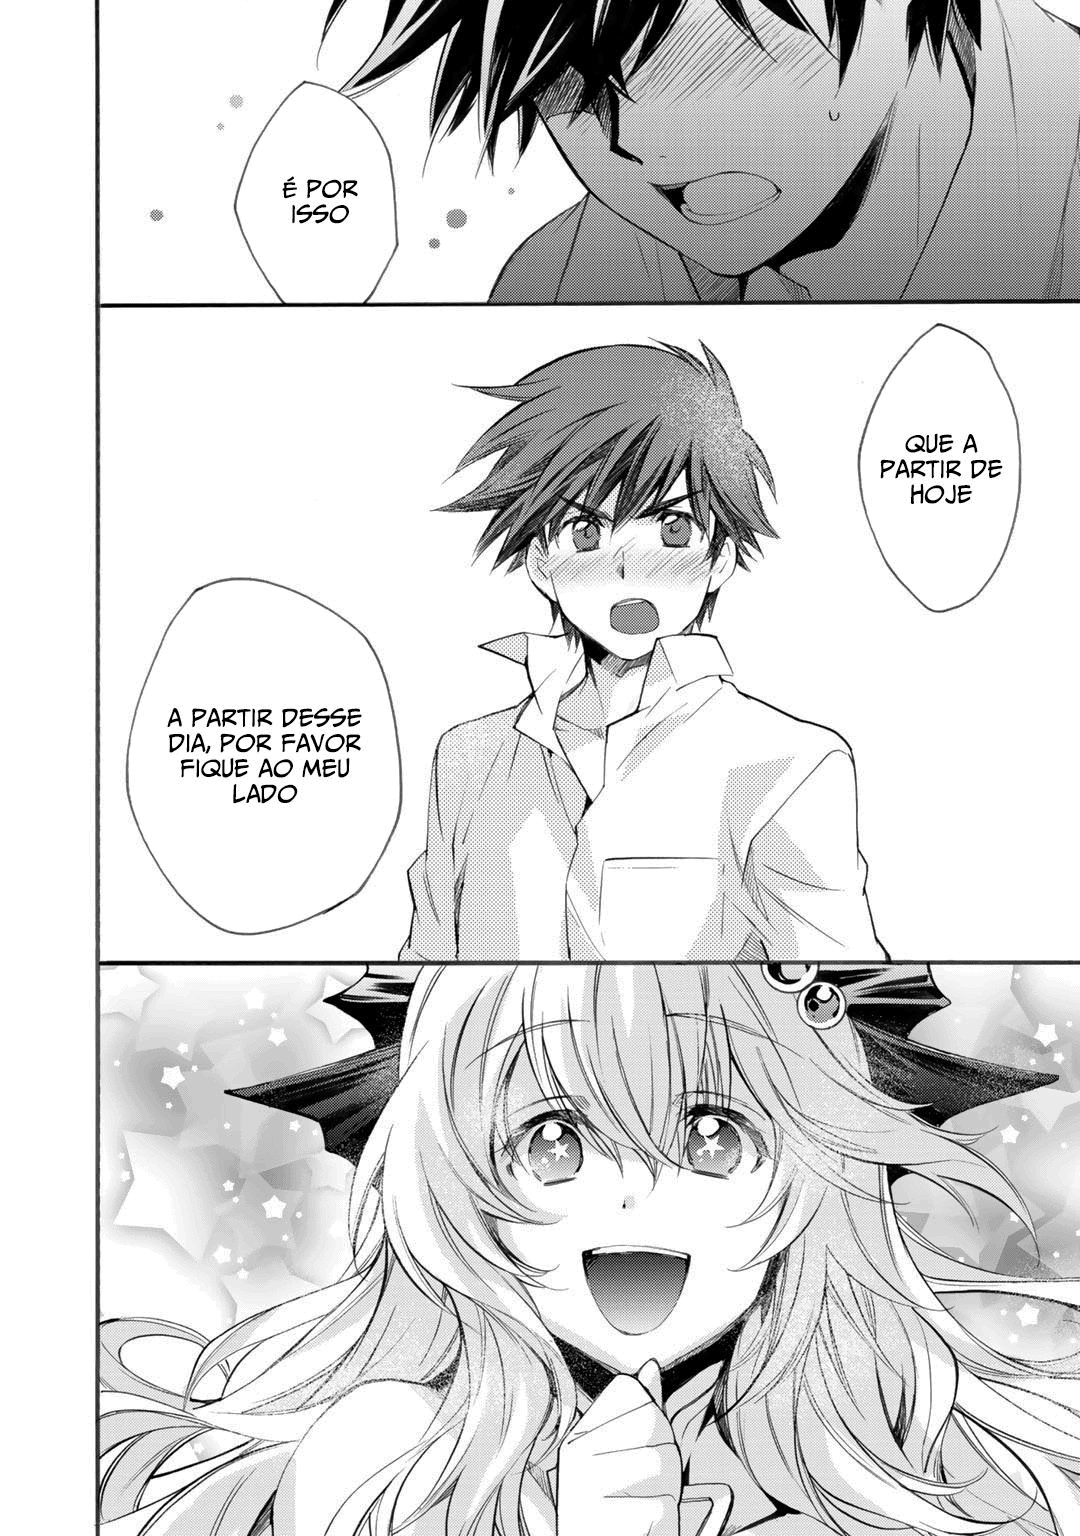 É POR
ISSO
QUE A
PARTIR DE
HOJE
A PARTIR DESSE
DIA, POR FAVOR
FIQUE AO MEU
LADO